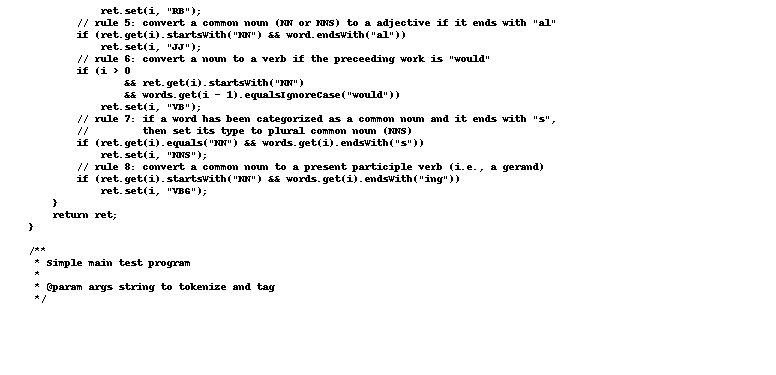 ret.set(i, "RB");
// rule 5: convert a common noun (NN or NNS) to a adjective if it ends with "al"
if (ret.get(i).startsWith("NN") && word.endsWith("al"))
ret.set(i, "JJ");
// rule 6: convert a noun to a verb if the preceeding work is "would"
if (i > 0
&& ret.get(i).startsWith("NN")
&& words.get(i - 1).equalsIgnoreCase("would"))
ret.set(i, "VB");
// rule 7: if a word has been categorized as a common noun and it ends with "s",
// then set its type to plural common noun (NNS)
if (ret.get(i).equals("NN") && words.get(i).endsWith("s"))
ret.set(i, "NNS");
// rule 8: convert a common noun to a present participle verb (i.e., a gerand)
if (ret.get(i).startsWith("NN") && words.get(i).endsWith("ing"))
ret.set(i, "VBG");
}
return ret;
}
/**
* Simple main test program
*
* @param args string to tokenize and tag
*/